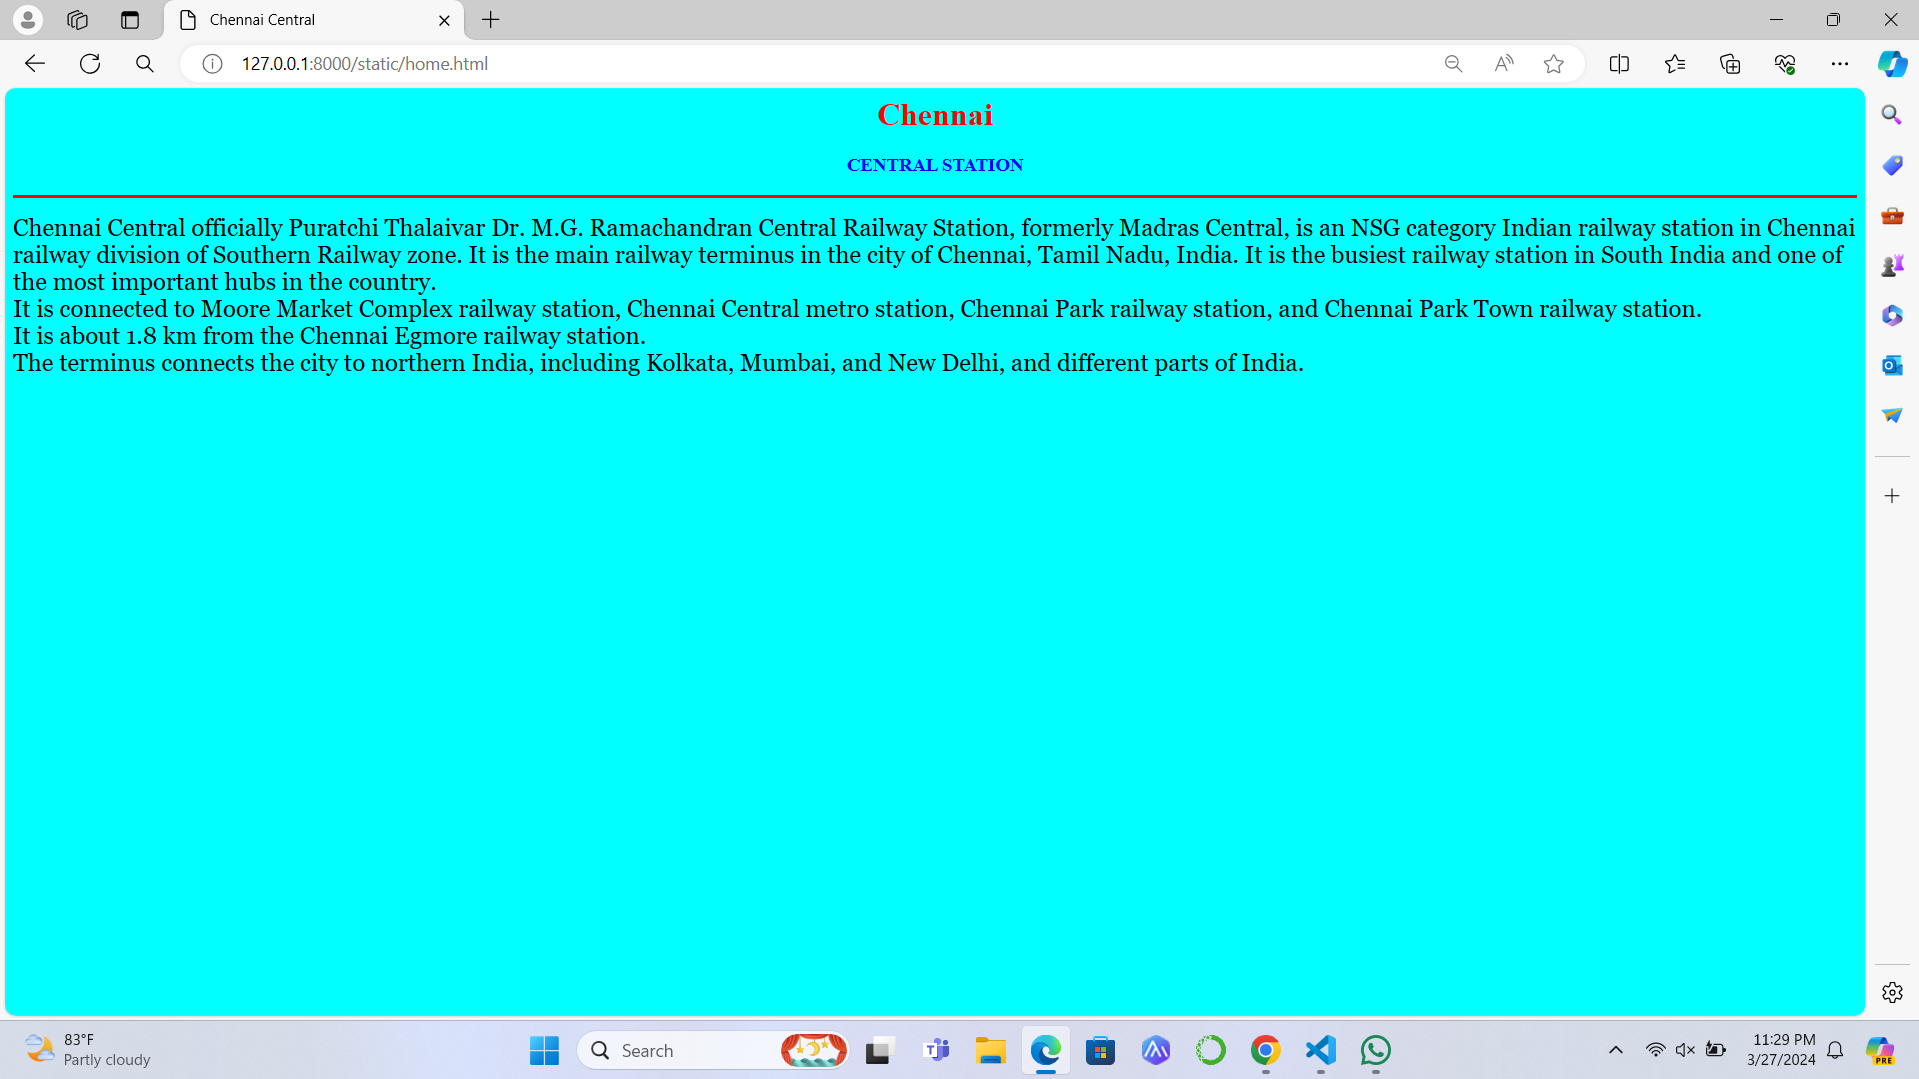 Chennai Central
127.0.0.1:8000/static/home.html
Chennai
CENTRAL STATION
Chennai Central officially Puratchi Thalaivar Dr. M.G. Ramachandran Central Railway Station, formerly Madras Central, is an NSG category Indian railway station in Chennai
railway division of Southern Railway zone. It is the main railway terminus in the city of Chennai, Tamil Nadu, India. It is the busiest railway station in South India and one of
the most important hubs in the country.
It is connected to Moore Market Complex railway station, Chennai Central metro station, Chennai Park railway station, and Chennai Park Town railway station.
It is about 1.8 km from the Chennai Egmore railway station.
The terminus connects the city to northern India, including Kolkata, Mumbai, and New Delhi, and different parts of India.
83°F
Partly cloudy
Search
11:29 PM
3/27/2024
PRE